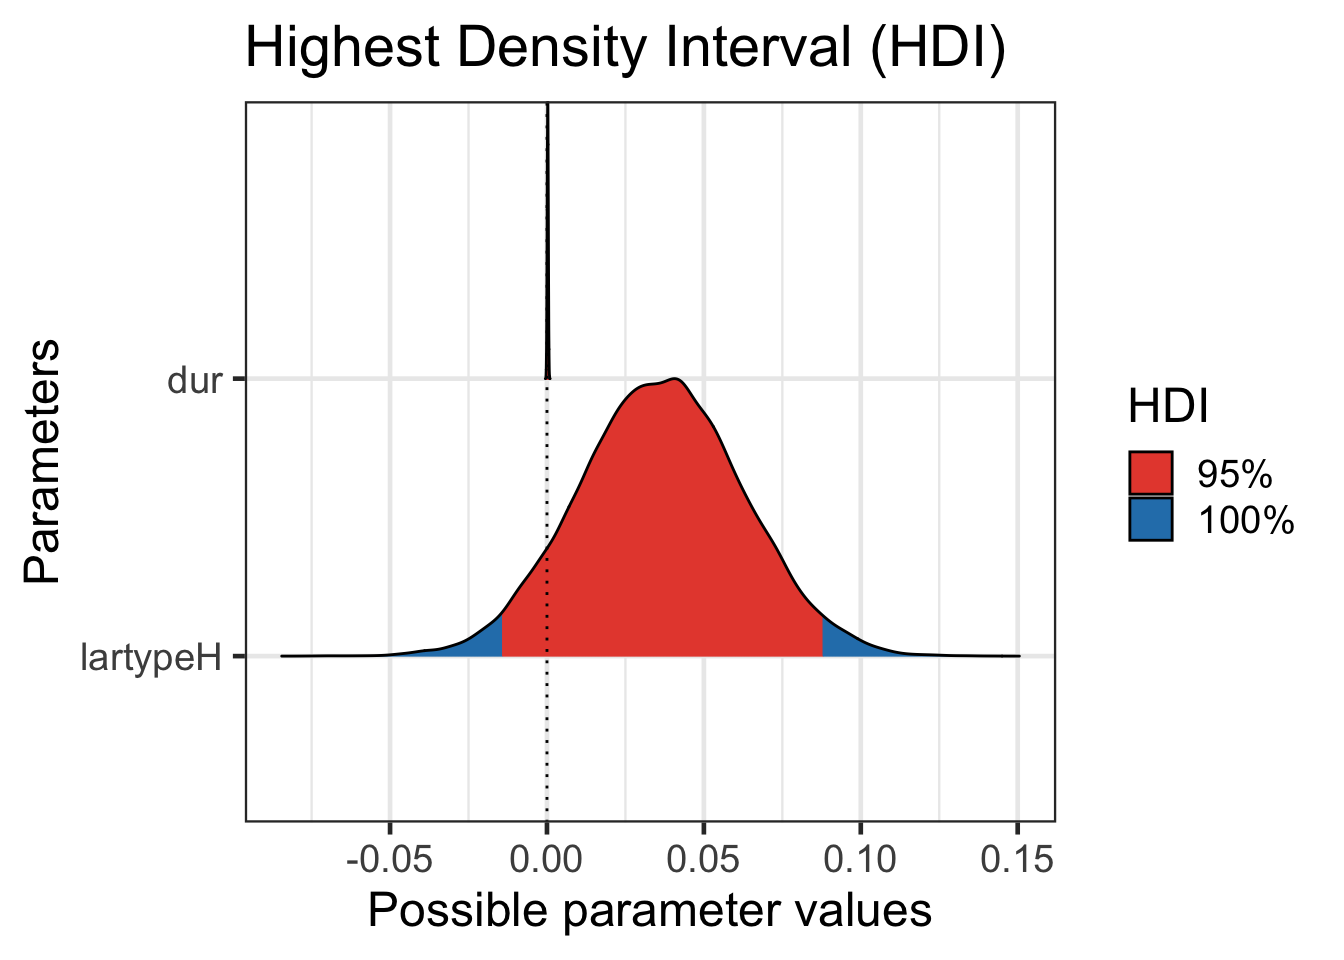 Highest Density Interval (HDI)
Parameters
dur
lartypeH
-0.05 0.00 0.05 0.10 0.15
Possible parameter values
HDI
95%
100%